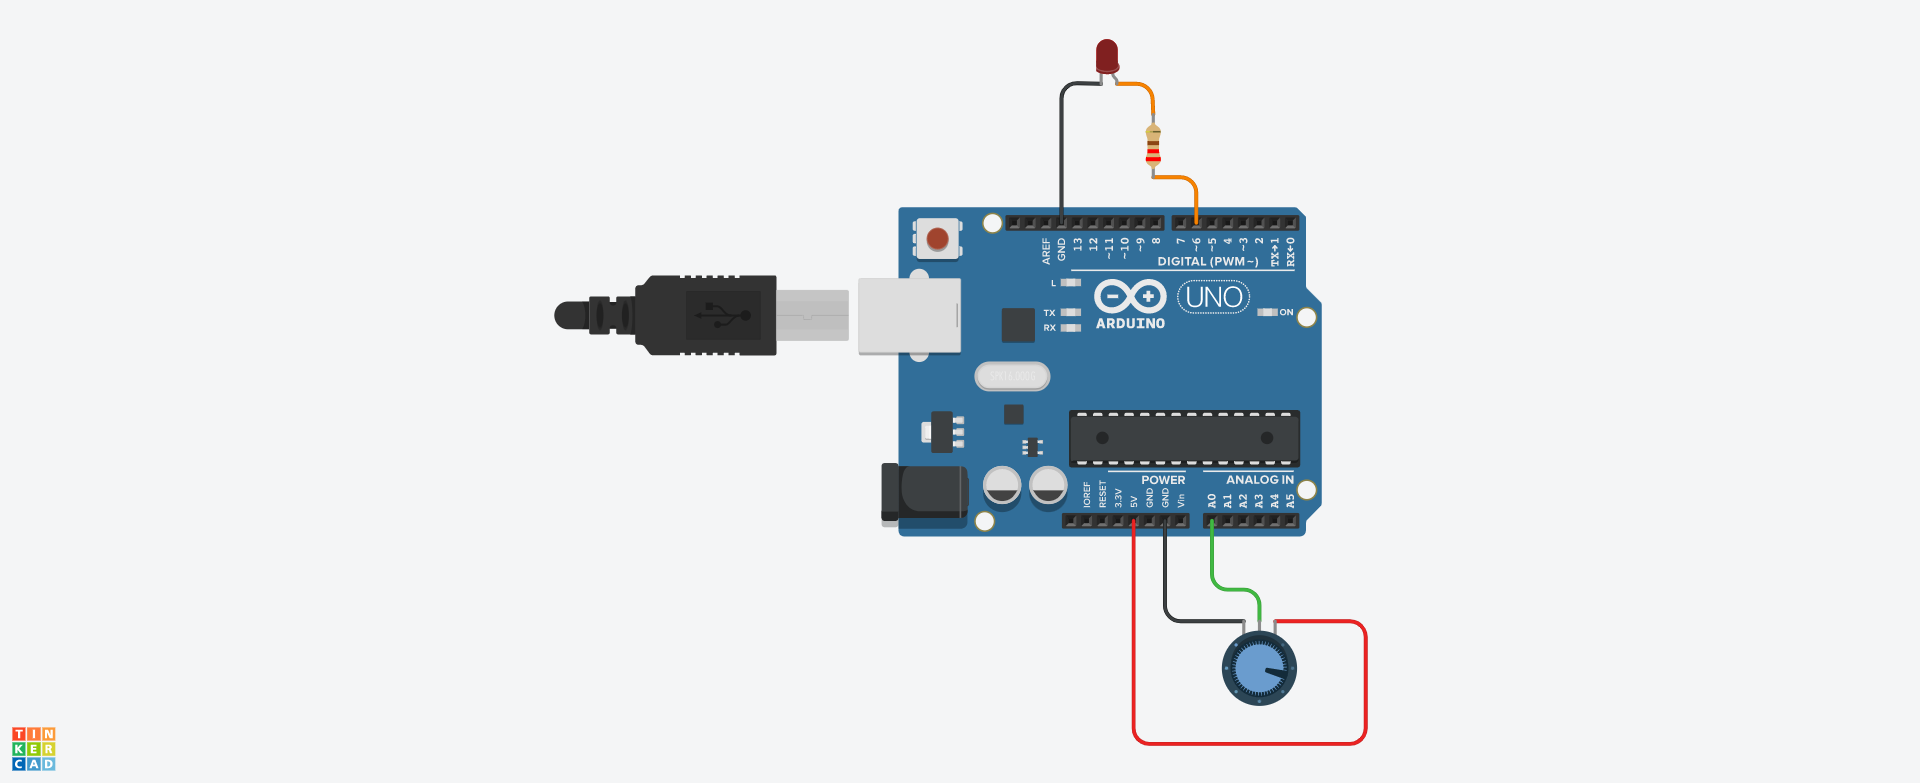 AREF
GND
13
12
~11
~10
~9
8
7
~6
~5
4
~3
2
TX→1
RX←0
DIGITAL (PWM~)
L
TX
RX
ARDUINO
UNO
ON
POWER
ANALOG IN
IOREF
RESET
3.3V
5V
GND
GND
Vin
A0
A1
A2
A3
A4
A5
TIN
KER
CAD